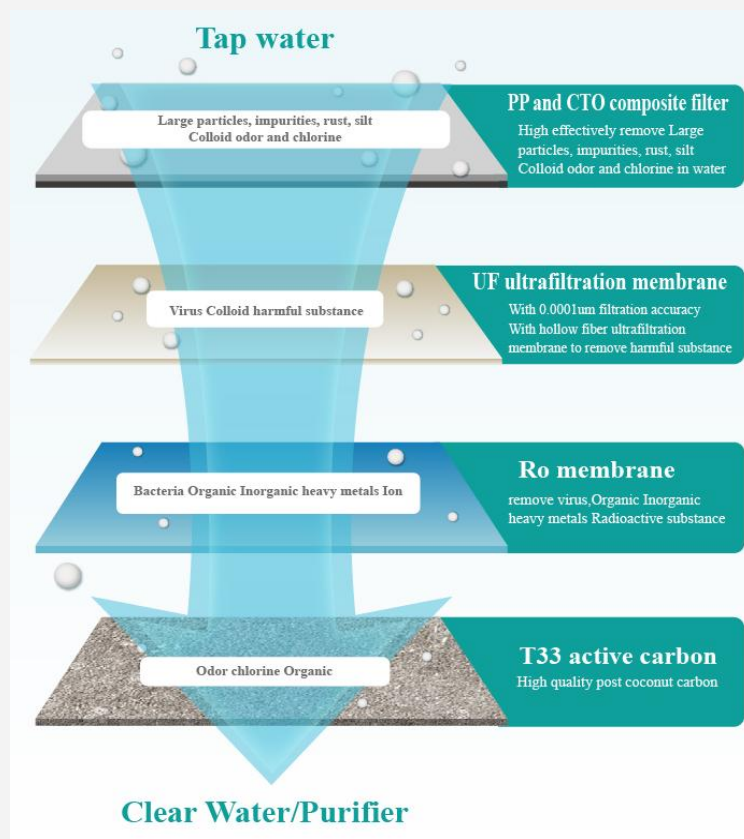 Tap water
Large particles, impurities, rust, silt
Colloid odor and chlorine
PP and CTO composite filter
High effectively remove Large
particles, impurities, rust, silt
Colloid odor and chlorine in water
Virus Colloid harmful substance
UF ultrafiltration membrane
With 0.0001um filtration accuracy
With hollow fiber ultrafiltration
membrane to remove harmful substance
Bacteria Organic Inorganic heavy metals Ion
Ro membrane
remove virus,Organic Inorganic
heavy metals Radioactive substance
Odor chlorine Organic
T33 active carbon
High quality post coconut carbon
Clear Water/Purifier